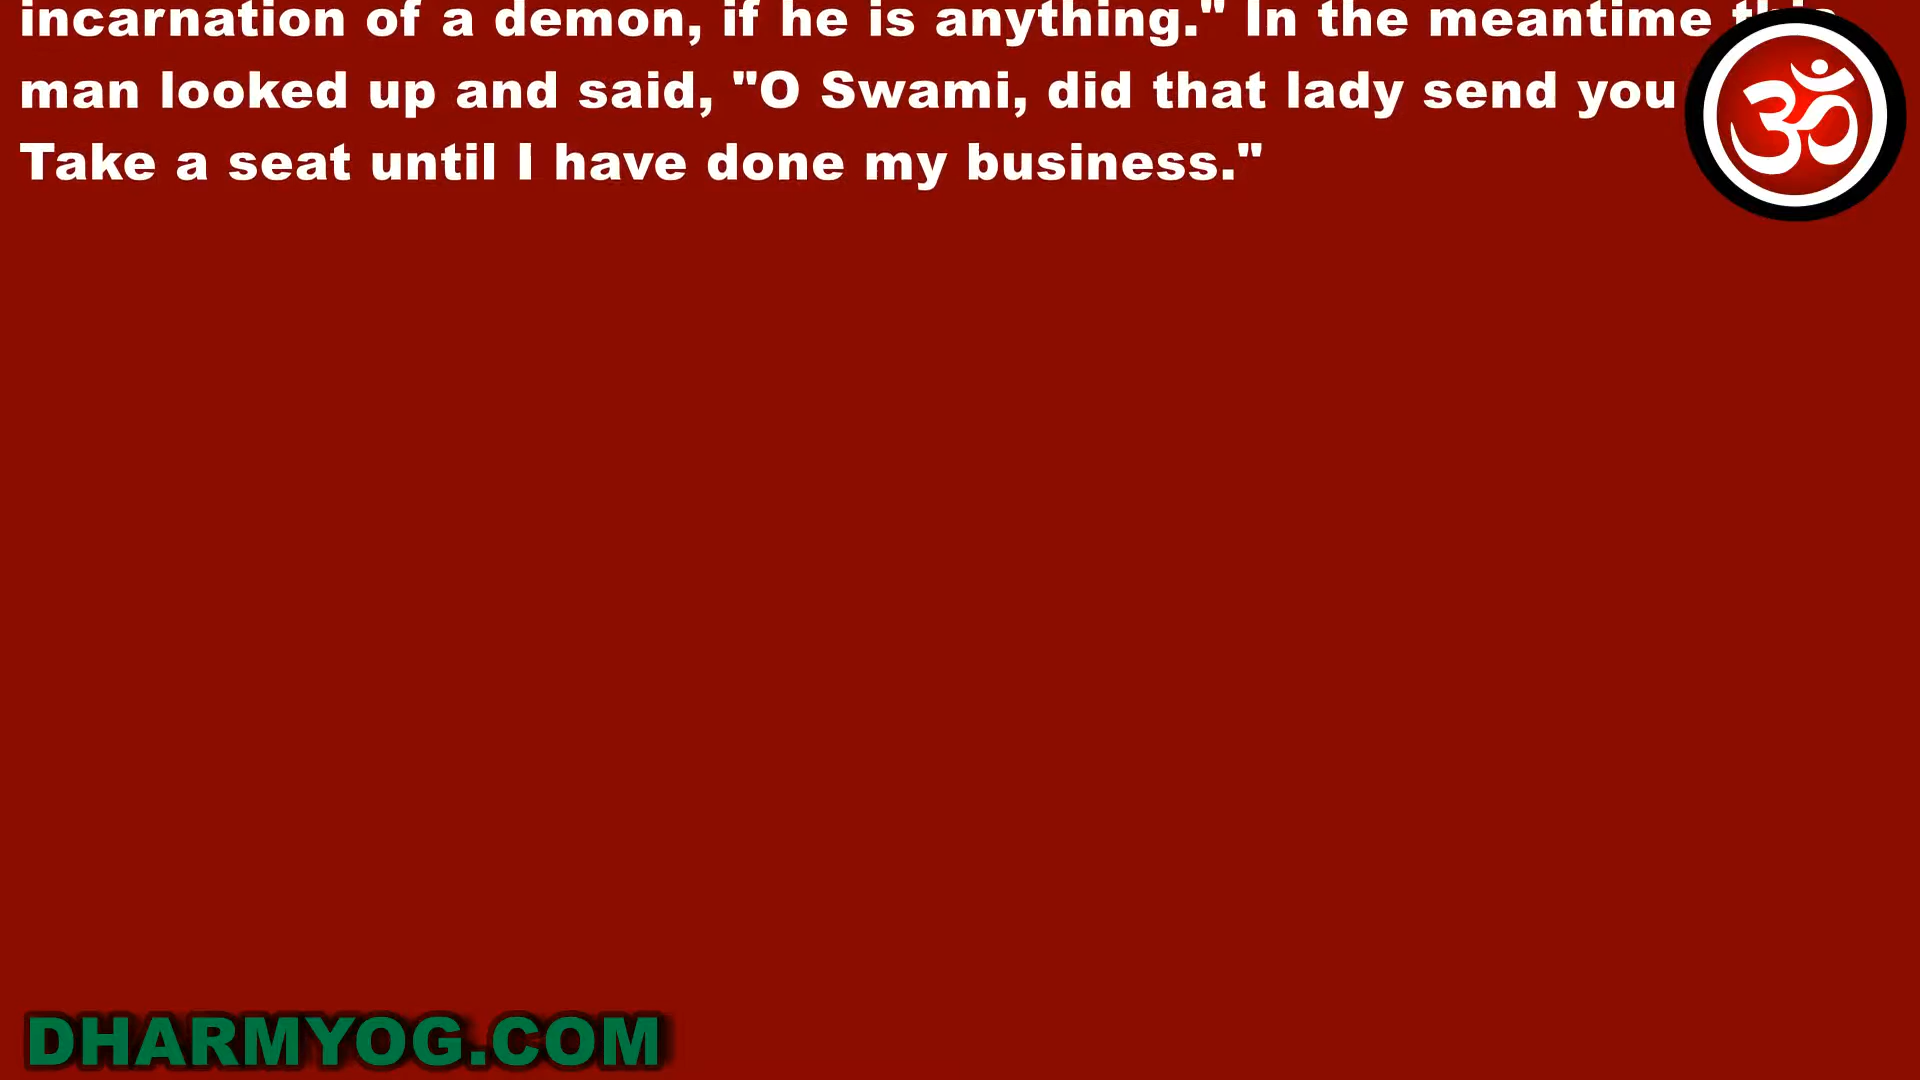 incarnation of a demon, if he is anything." In the meantime this
man looked up and said, "O Swami, did that lady send you
Take a seat until I have done my business."
ॐ
DHARMYOG.COM